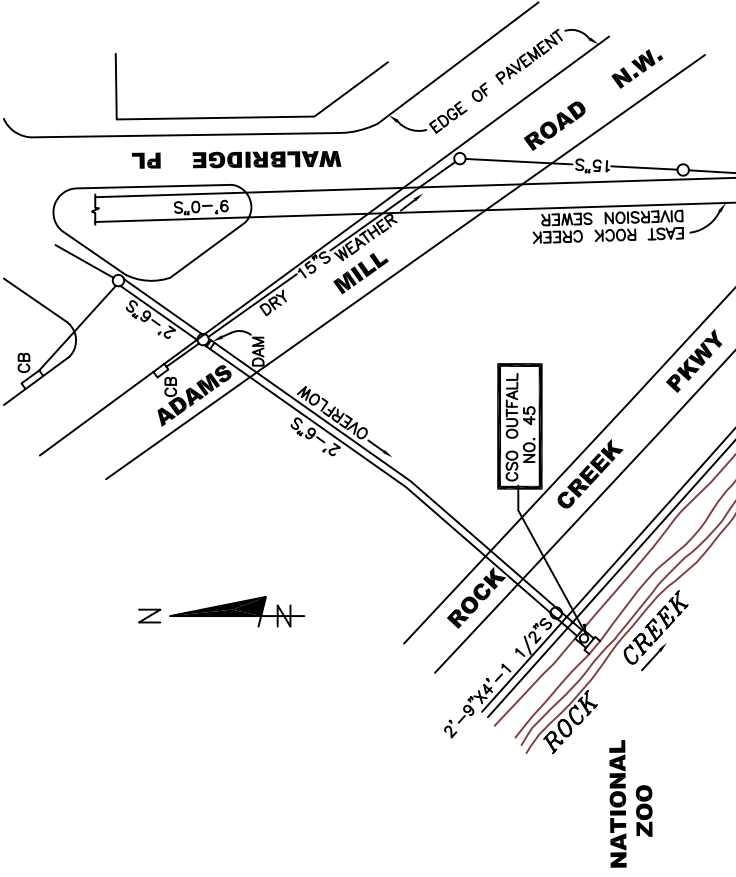 EDGE OF PAVEMENT
WALBRIDGE PL
ROAD N.W.
15"S
9'-0"S
EAST ROCK CREEK
DIVERSION SEWER
DRY 15"S WEATHER
MILL
2'-6"S
CB
CB
DAM
ADAMS
OVERFLOW
2'-6"S
CSO OUTFALL
NO. 45
PKWY
CREEK
ROCK
N
N
2'-9"X4'-1 1/2"S
CREEK
ROCK
NATIONAL
ZOO